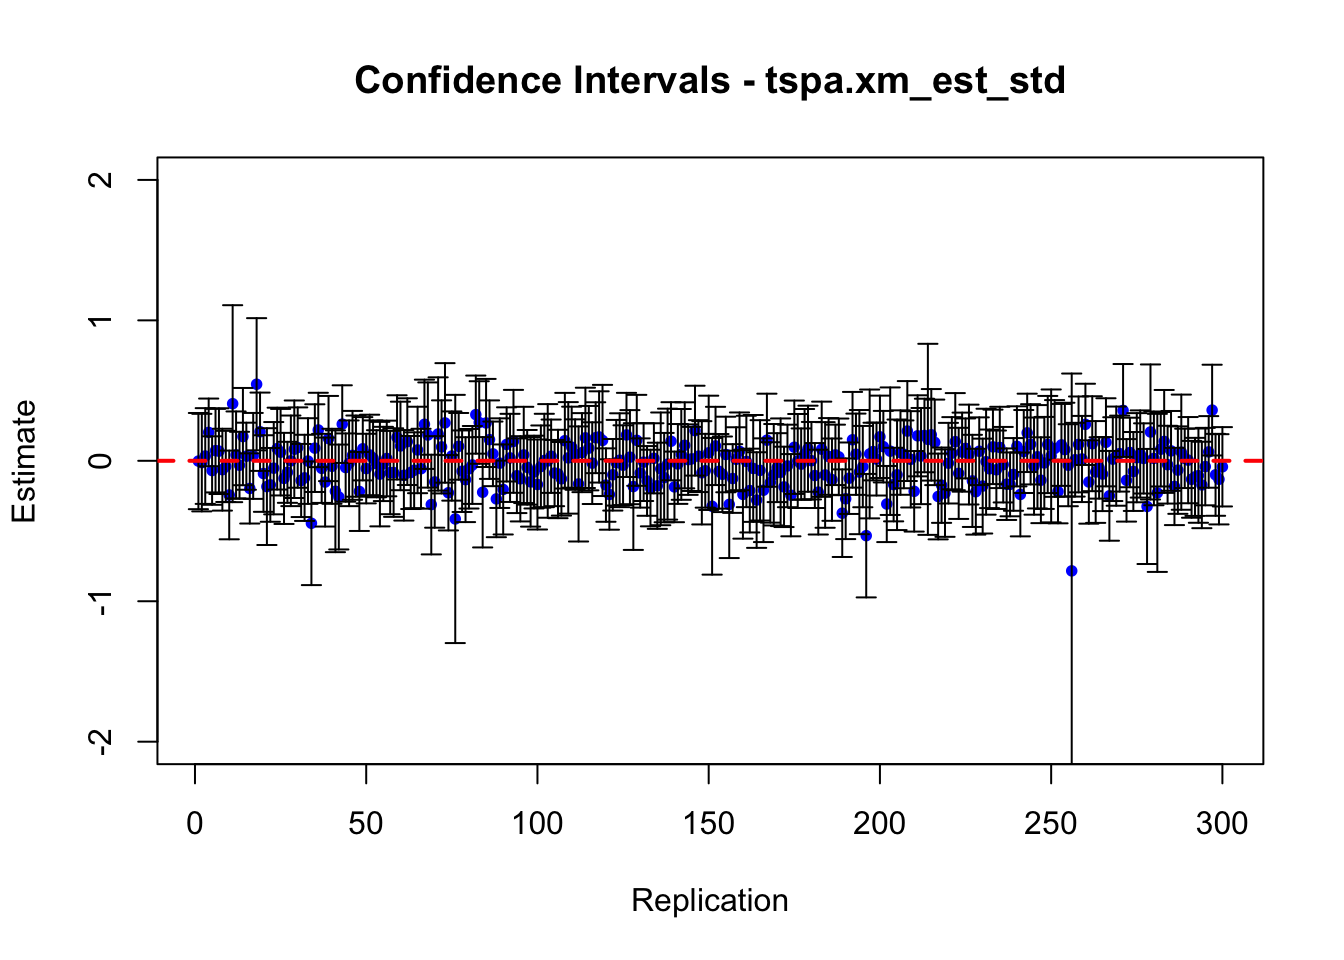 Confidence Intervals - tspa.xm_est_std
2
1
0
-1
-2
Estimate
0 50 100 150 200 250 300
Replication